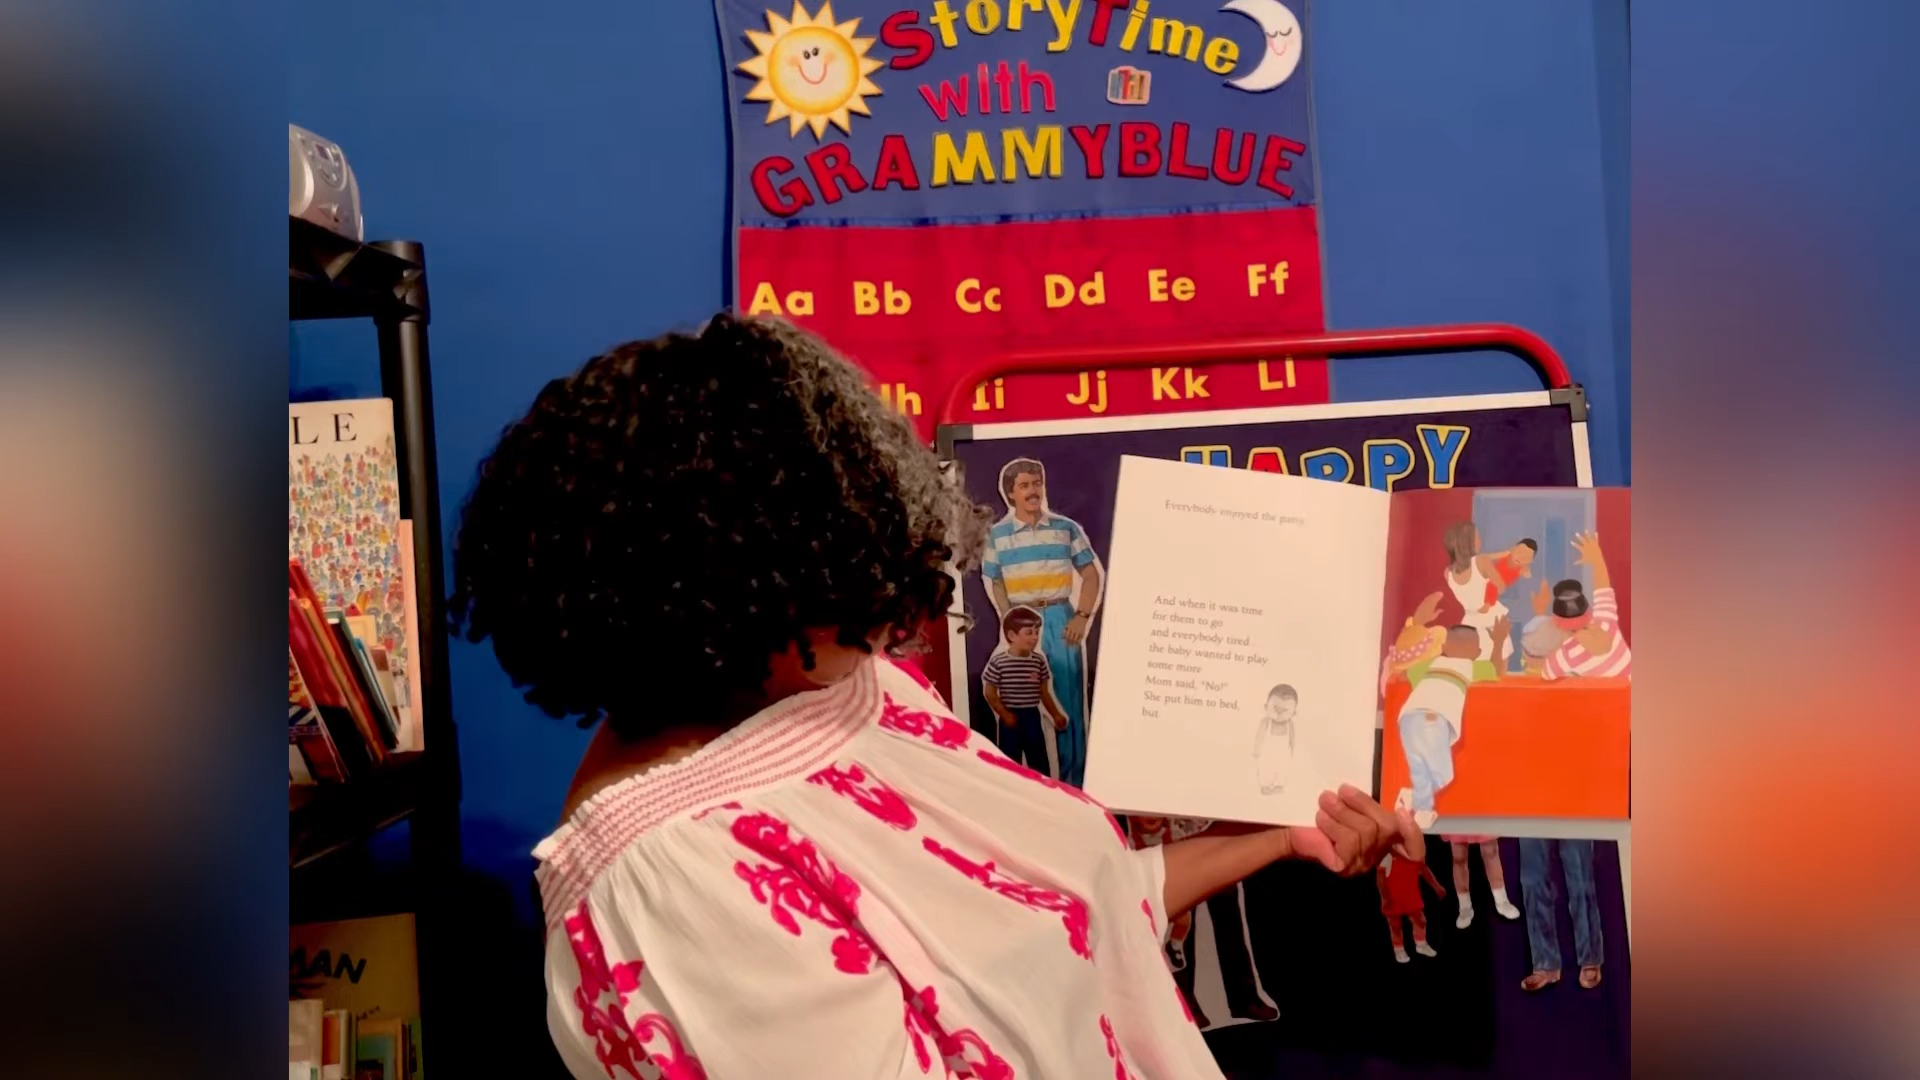 StoryTime
with
GRAMMYBLUE
Aa Bb Cc Dd Ee Ff
Ii Jj Kk Ll
HAPPY
LE
MAN
Everybody enjoyed the party.
And when it was time
for them to go
and everybody tired
the baby wanted to play
some more
Mom said, "No!"
She put him to bed,
but